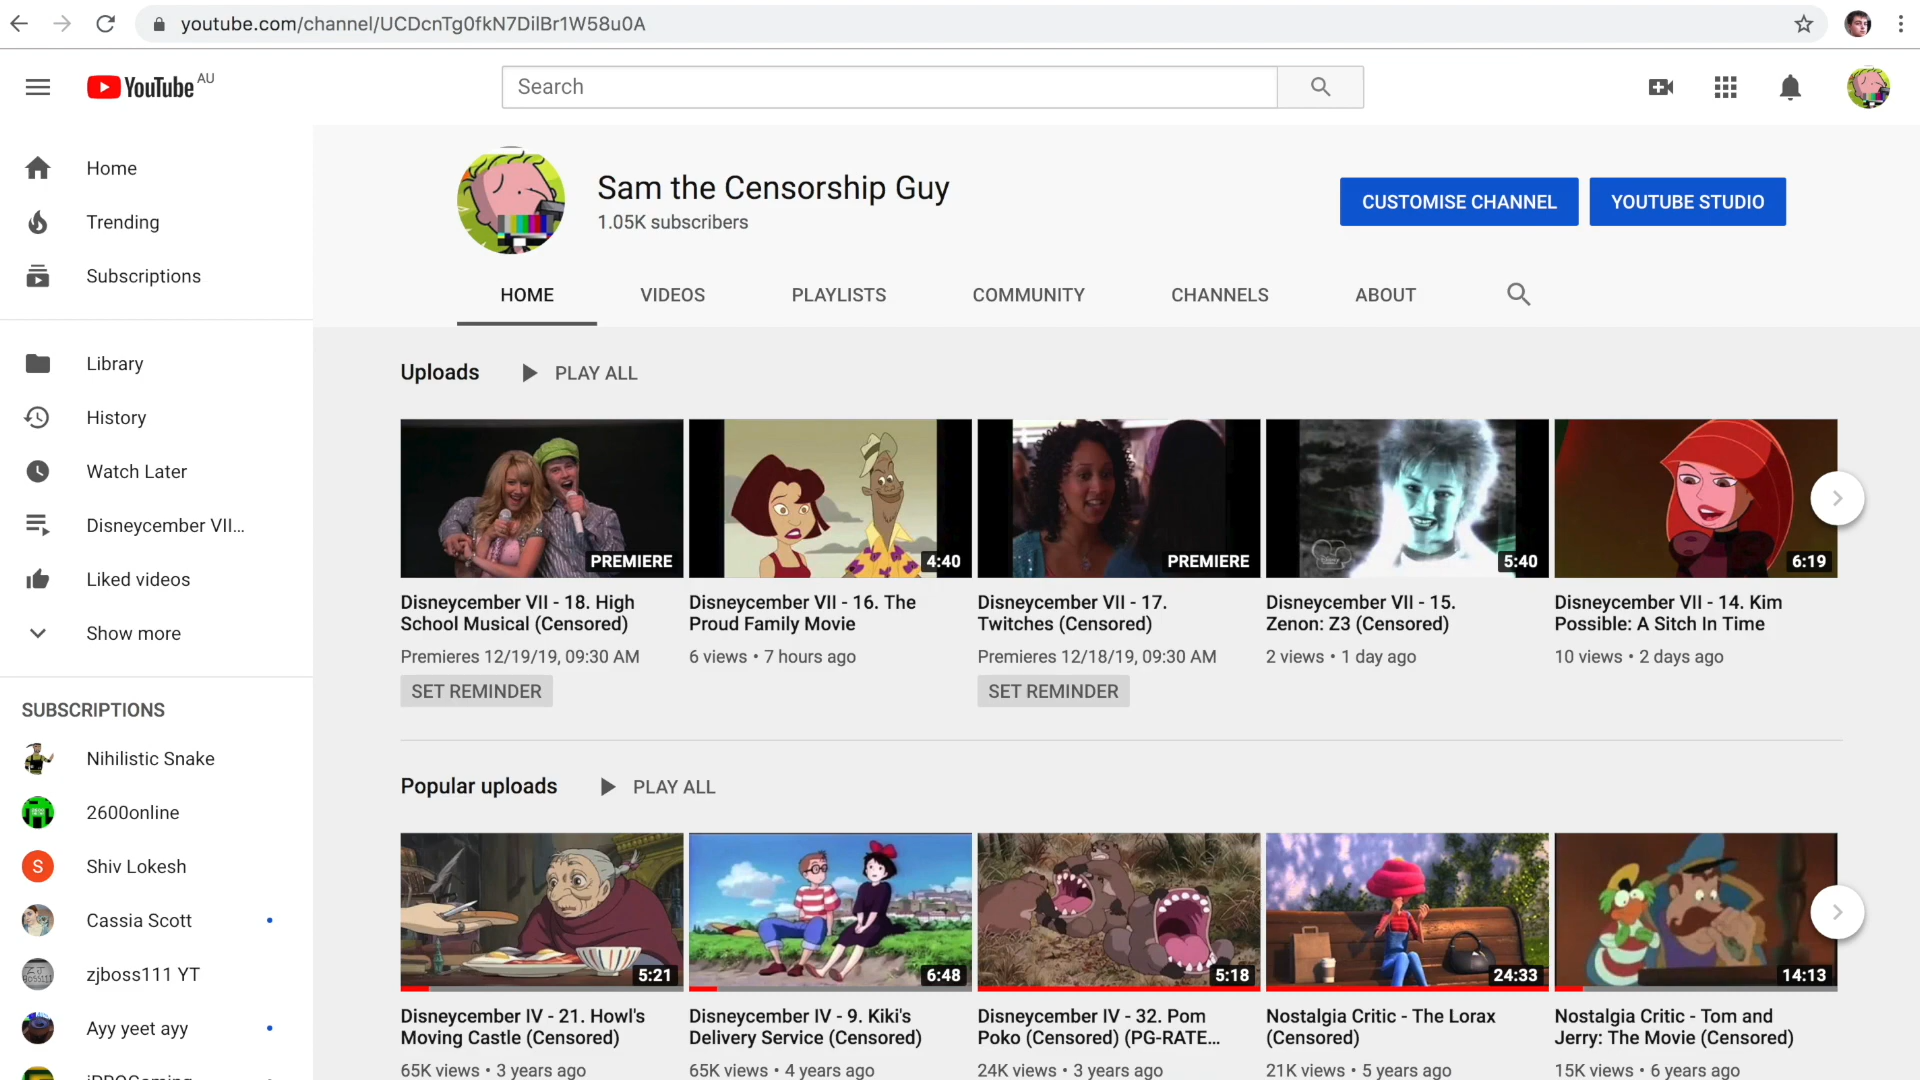 youtube.com/channel/UCDcnTg0fkN7DilBr1W58u0A
YouTube AU
Search
Home
Trending
Subscriptions
Library
History
Watch Later
Disneycember VII...
Liked videos
Show more
SUBSCRIPTIONS
Nihilistic Snake
2600online
S Shiv Lokesh
Cassia Scott
zjboss111 YT
Ayy yeet ayy
Sam the Censorship Guy
1.05K subscribers
CUSTOMISE CHANNEL YOUTUBE STUDIO
HOME VIDEOS PLAYLISTS COMMUNITY CHANNELS ABOUT
Uploads PLAY ALL
PREMIERE
Disneycember VII - 18. High
School Musical (Censored)
Premieres 12/19/19, 09:30 AM
SET REMINDER
4:40
Disneycember VII - 16. The
Proud Family Movie
6 views • 7 hours ago
PREMIERE
Disneycember VII - 17.
Twitches (Censored)
Premieres 12/18/19, 09:30 AM
SET REMINDER
5:40
Disneycember VII - 15.
Zenon: Z3 (Censored)
2 views • 1 day ago
6:19
Disneycember VII - 14. Kim
Possible: A Sitch In Time
10 views • 2 days ago
Popular uploads PLAY ALL
5:21
Disneycember IV - 21. Howl's
Moving Castle (Censored)
65K views • 3 years ago
6:48
Disneycember IV - 9. Kiki's
Delivery Service (Censored)
65K views • 4 years ago
5:18
Disneycember IV - 32. Pom
Poko (Censored) (PG-RATE...
24K views • 3 years ago
24:33
Nostalgia Critic - The Lorax
(Censored)
21K views • 5 years ago
14:13
Nostalgia Critic - Tom and
Jerry: The Movie (Censored)
15K views • 6 years ago